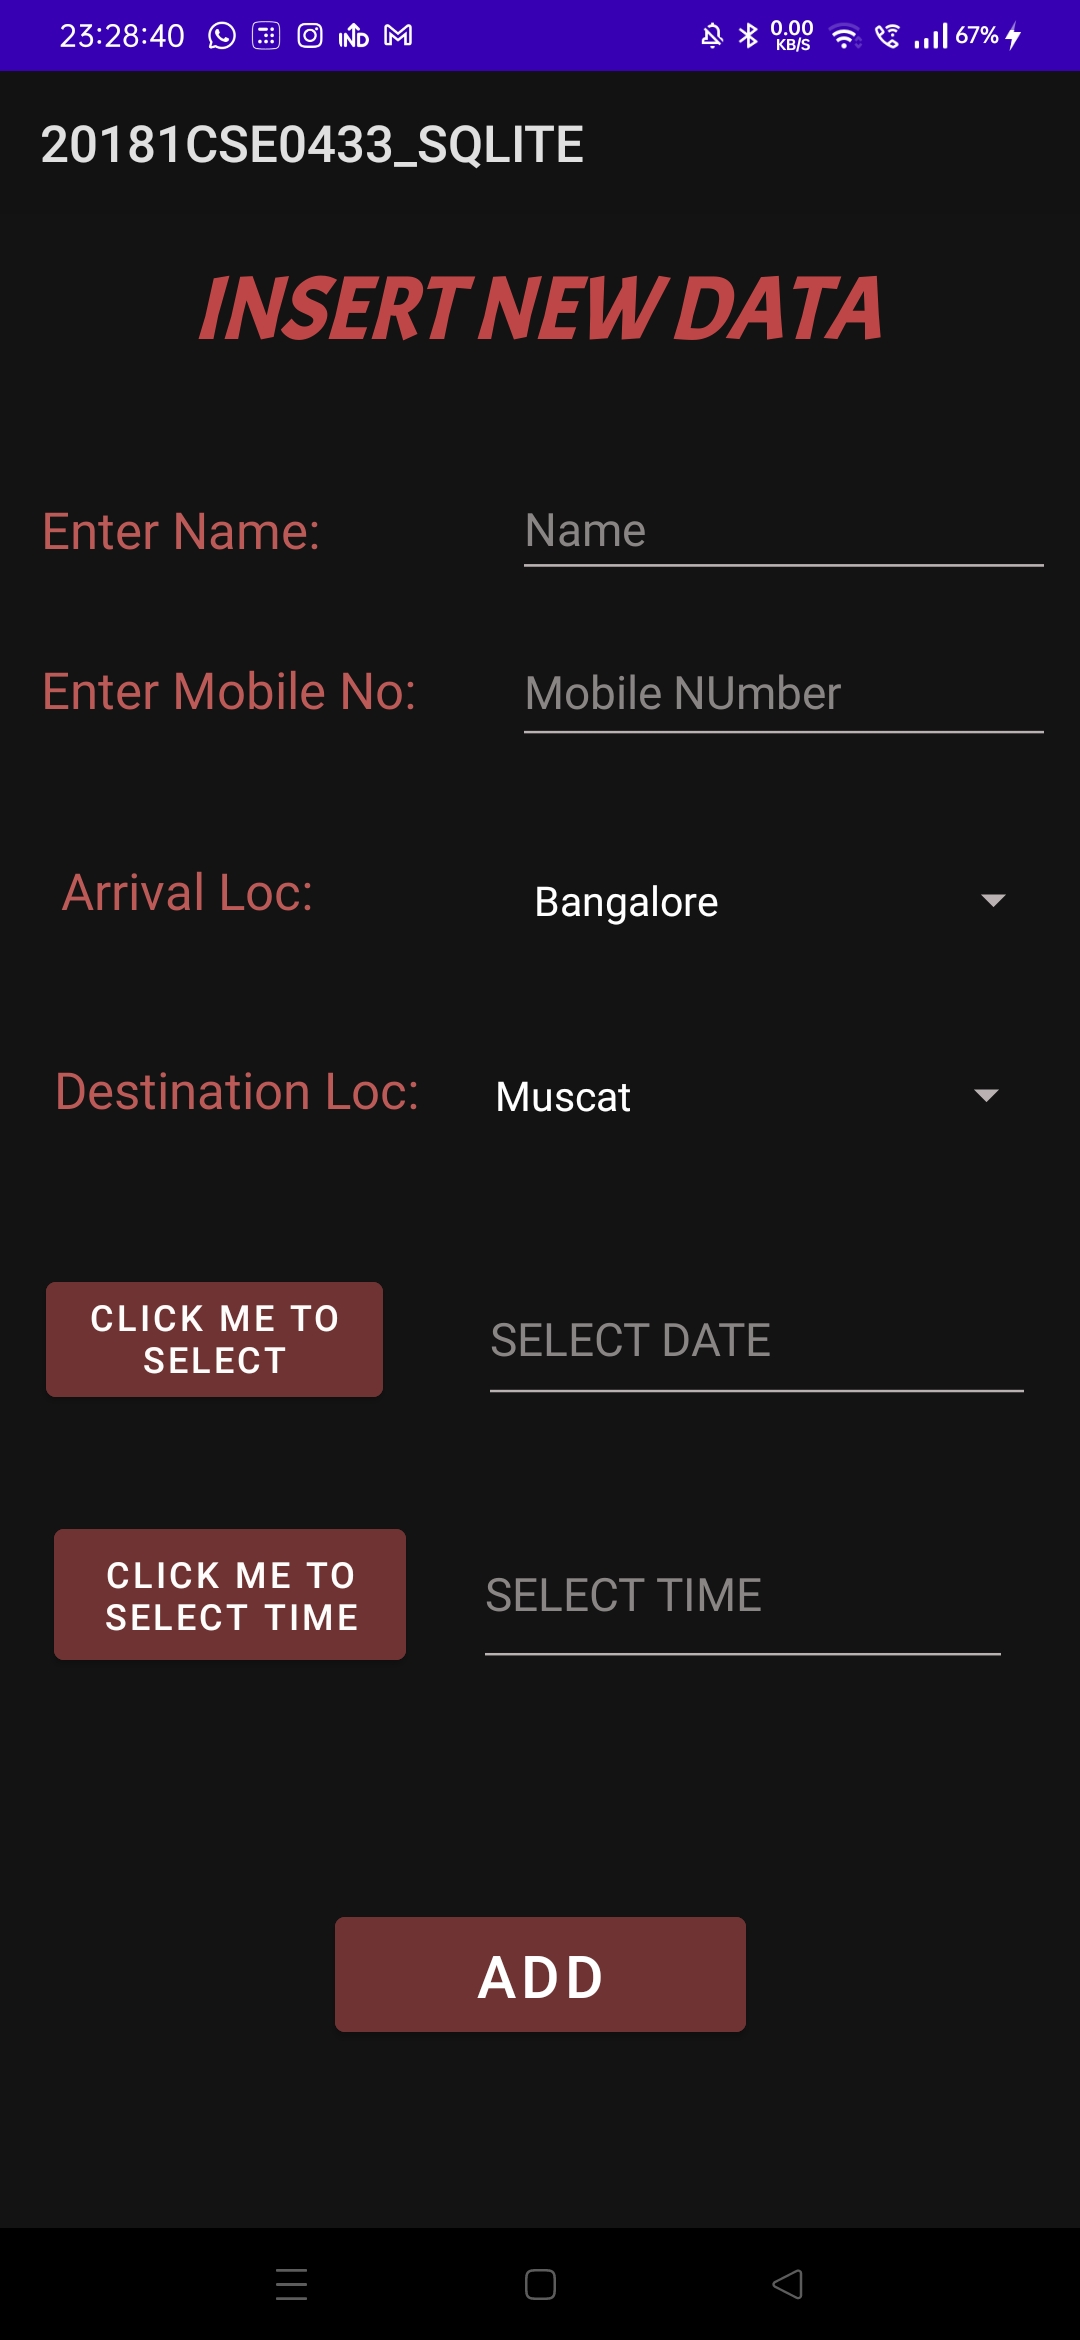 23:28:40 IND 0.00 KB/S 67%
20181CSE0433_SQLITE
INSERT NEW DATA
Enter Name: Name
Enter Mobile No: Mobile NUmber
Arrival Loc: Bangalore
Destination Loc: Muscat
CLICK ME TO
SELECT
SELECT DATE
CLICK ME TO
SELECT TIME
SELECT TIME
ADD